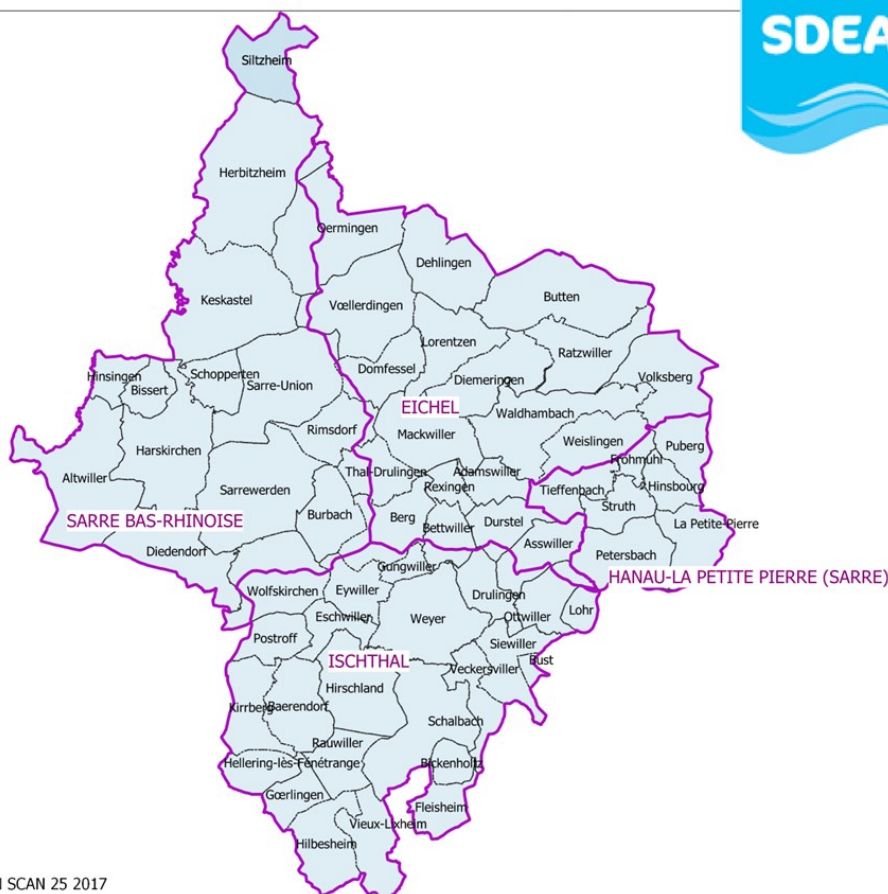 SDEA
Siltzheim
Herbitzheim
Oermingen
Dehlingen
Butten
Keskastel
Vœllerdingen
Lorentzen
Ratzwiller
Domfessel
Hinsingen
Bissert
Schopperten
Sarre-Union
Diemeringen
Volksberg
EICHEL
Waldhambach
Rimsdorf
Mackwiller
Weislingen
Puberg
Harskirchen
Frohmuhl
Altwiller
Thal-Drulingen
Adamswiller
Rexingen
Hinsbourg
Sarrewerden
Tieffenbach
Struth
SARRE BAS-RHINOISE
Burbach
Berg
Bettwiller
Durstel
La Petite-Pierre
Diedendorf
Asswiller
Petersbach
Gungwiller
HANAU-LA PETITE PIERRE (SARRE)
Wolfskirchen
Eywiller
Drulingen
Eschwiller
Weyer
Ottwiller
Lohr
Postroff
Siewiller
ISCHTHAL
Veckersviller
Bust
Hirschland
Kirrberg
Baerendorf
Schalbach
Rauwiller
Hellering-lès-Fénétrange
Bickenholtz
Gœrlingen
Fleisheim
Vieux-Lixheim
Hilbesheim
SCAN 25 2017